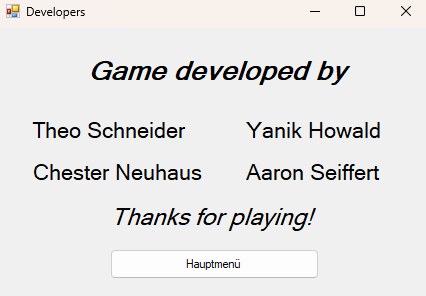 Developers
Game developed by
Theo Schneider Yanik Howald
Chester Neuhaus Aaron Seiffert
Thanks for playing!
Hauptmenü